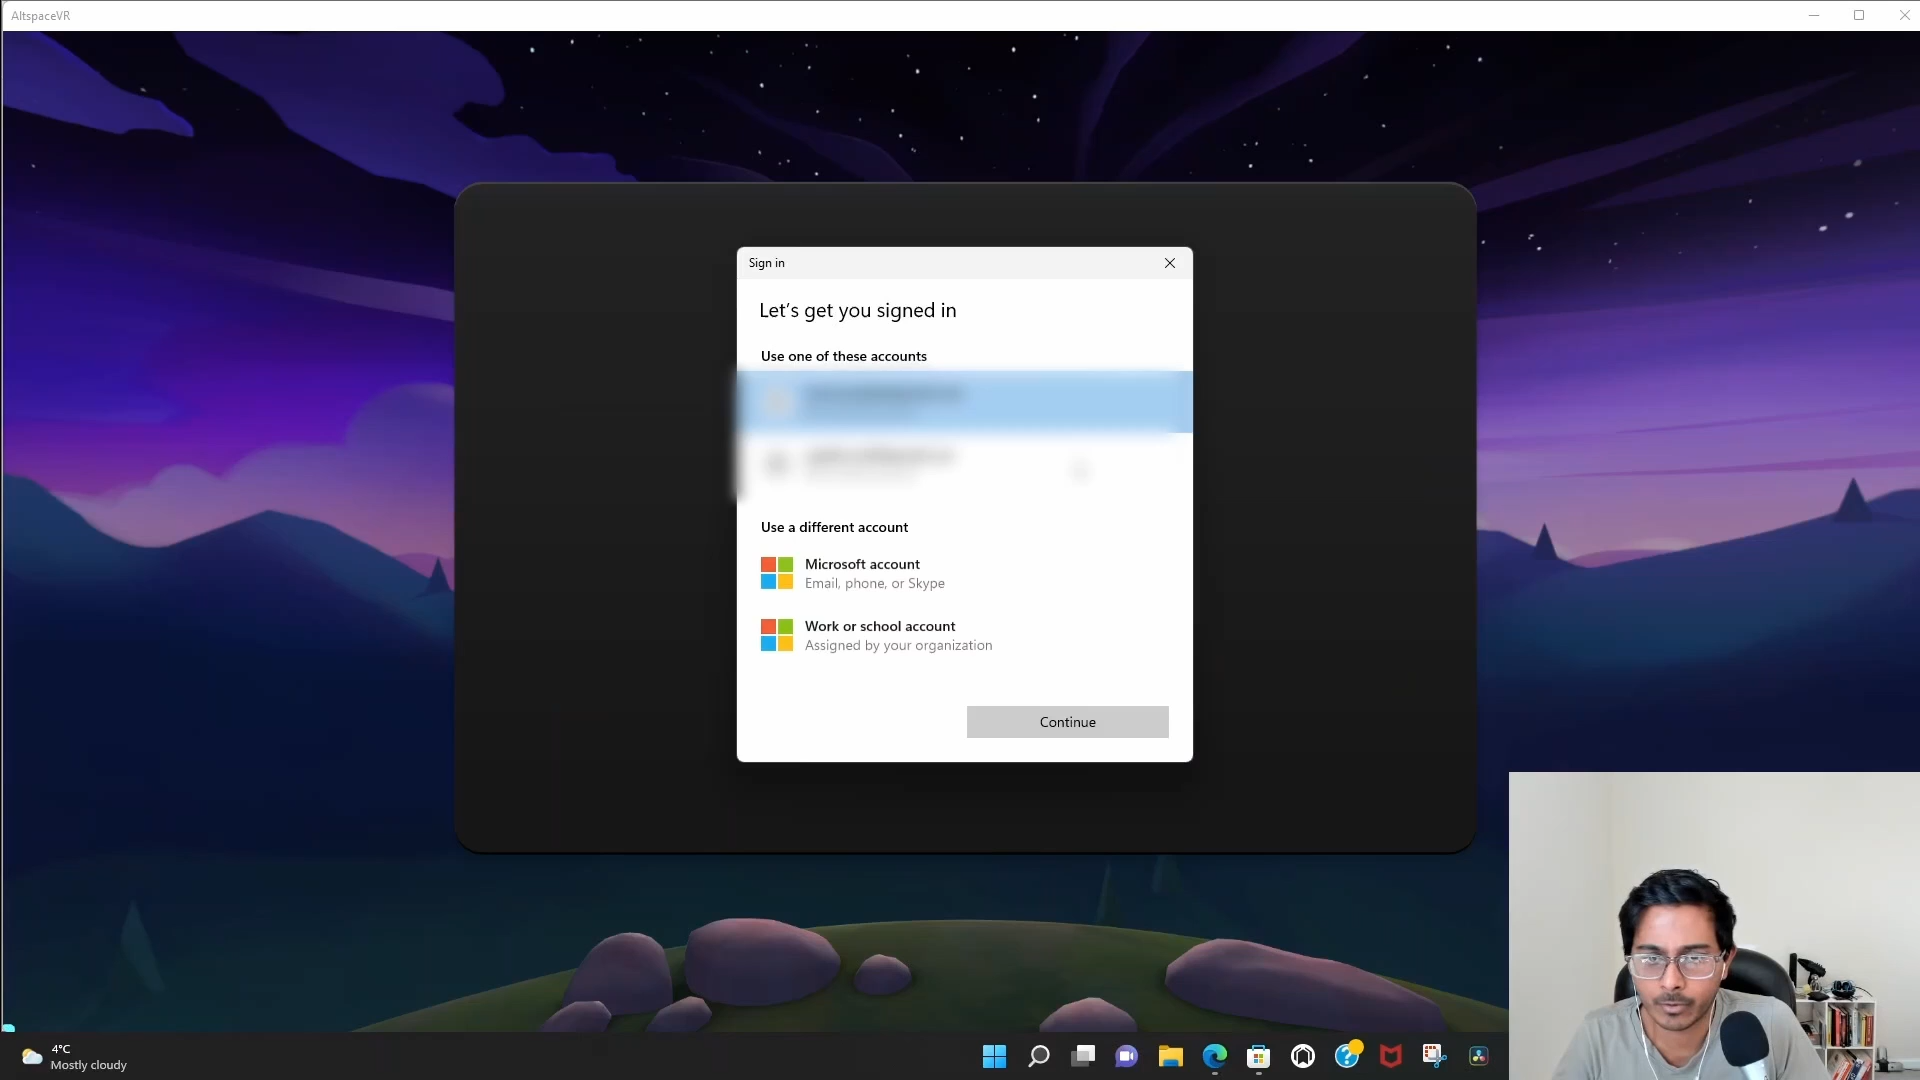 AltspaceVR
Sign in
Let's get you signed in
Use one of these accounts
Use a different account
Microsoft account
Email, phone, or Skype
Work or school account
Assigned by your organization
Continue
4°C
Mostly cloudy